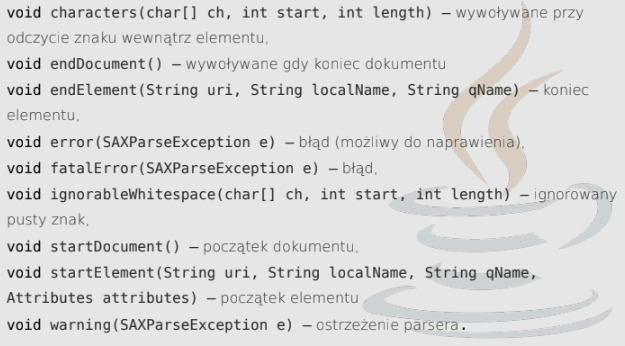 void characters(char[] ch, int start, int length) – wywoływane przy
odczycie znaku wewnątrz elementu,
void endDocument() – wywoływane gdy koniec dokumentu
void endElement(String uri, String localName, String qName) – koniec
elementu,
void error(SAXParseException e) – błąd (możliwy do naprawienia),
void fatalError(SAXParseException e) – błąd,
void ignorableWhitespace(char[] ch, int start, int length) – ignorowany
pusty znak,
void startDocument() – początek dokumentu,
void startElement(String uri, String localName, String qName,
Attributes attributes) – początek elementu
void warning(SAXParseException e) – ostrzeżenie parsera.